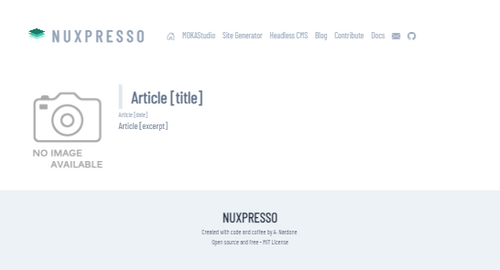 NUXPRESSO
MOKAStudio Site Generator Headless CMS Blog Contribute Docs
Article [title]
Article [date]
Article [excerpt]
NO IMAGE
AVAILABLE
NUXPRESSO
Created with code and coffee by A. Nardone
Open source and free - MIT License